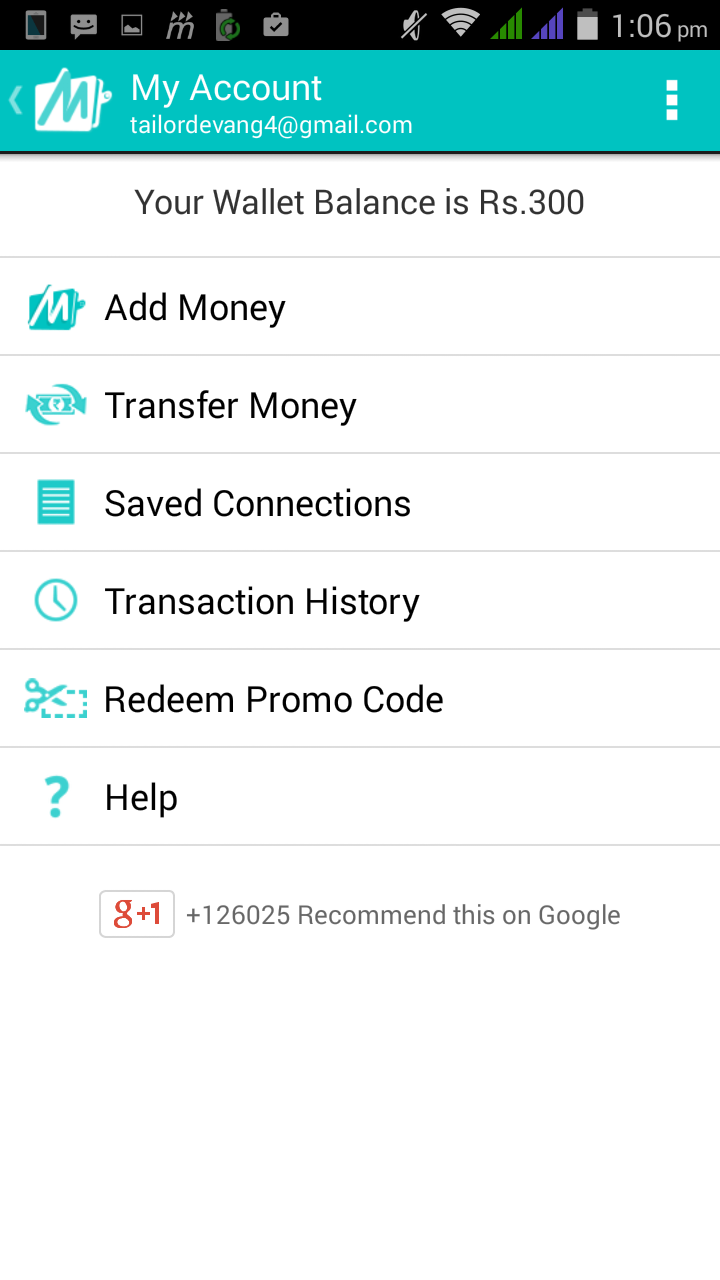 1:06 pm
My Account
tailordevang4@gmail.com
Your Wallet Balance is Rs.300
Add Money
Transfer Money
Saved Connections
Transaction History
Redeem Promo Code
? Help
g+1 +126025 Recommend this on Google